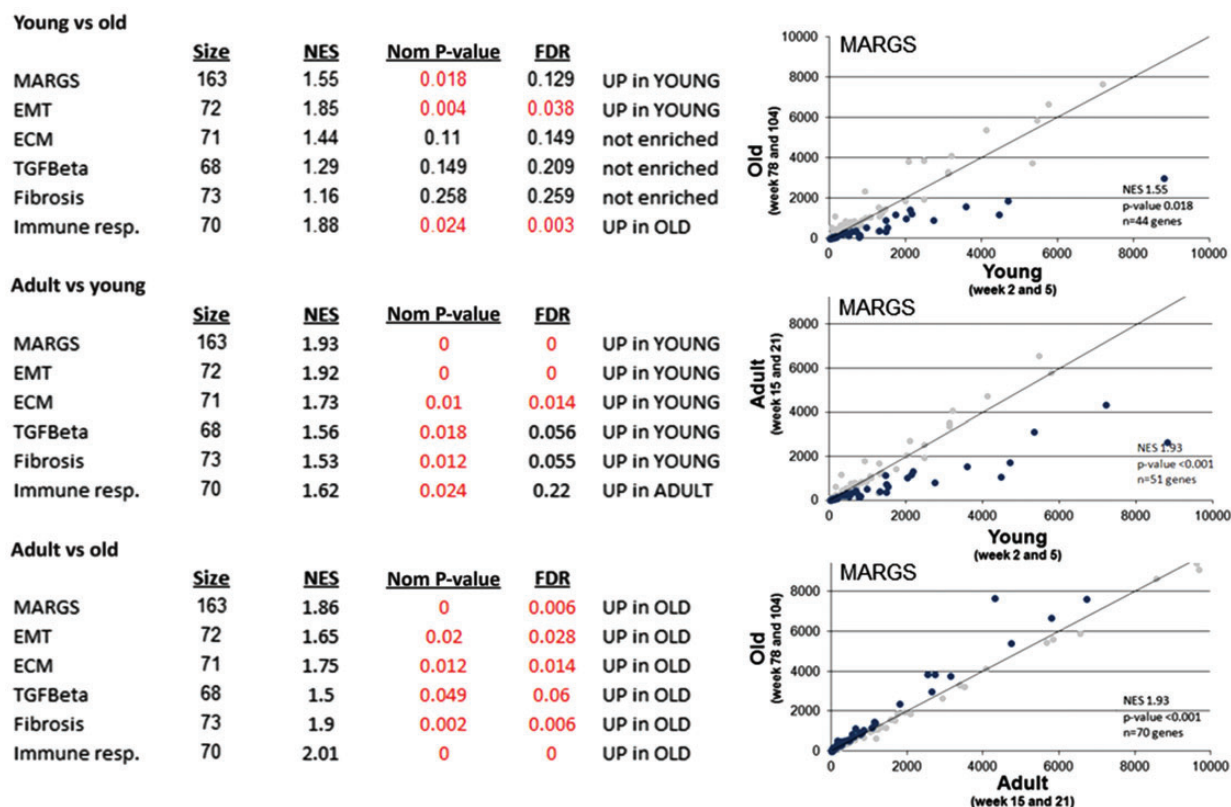 Young vs old
Size NES Nom P-value FDR
MARGS 163 1.55 0.018 0.129 UP in YOUNG
EMT 72 1.85 0.004 0.038 UP in YOUNG
ECM 71 1.44 0.11 0.149 not enriched
TGFBeta 68 1.29 0.149 0.209 not enriched
Fibrosis 73 1.16 0.258 0.259 not enriched
Immune resp. 70 1.88 0.024 0.003 UP in OLD
Adult vs young
Size NES Nom P-value FDR
MARGS 163 1.93 0 0 UP in YOUNG
EMT 72 1.92 0 0 UP in YOUNG
ECM 71 1.73 0.01 0.014 UP in YOUNG
TGFBeta 68 1.56 0.018 0.056 UP in YOUNG
Fibrosis 73 1.53 0.012 0.055 UP in YOUNG
Immune resp. 70 1.62 0.024 0.22 UP in ADULT
Adult vs old
Size NES Nom P-value FDR
MARGS 163 1.86 0 0.006 UP in OLD
EMT 72 1.65 0.02 0.028 UP in OLD
ECM 71 1.75 0.012 0.014 UP in OLD
TGFBeta 68 1.5 0.049 0.06 UP in OLD
Fibrosis 73 1.9 0.002 0.006 UP in OLD
Immune resp. 70 2.01 0 0 UP in OLD
MARGS
10000
8000
6000
4000
2000
0
Old
(week 78 and 104)
NES 1.55
p-value 0.018
n=44 genes
0 2000 4000 6000 8000 10000
Young
(week 2 and 5)
MARGS
8000
6000
4000
2000
0
Adult
(week 15 and 21)
NES 1.93
p-value <0.001
n=51 genes
0 2000 4000 6000 8000 10000
Young
(week 2 and 5)
MARGS
8000
6000
4000
2000
0
Old
(week 78 and 104)
NES 1.93
p-value <0.001
n=70 genes
0 2000 4000 6000 8000 10000
Adult
(week 15 and 21)